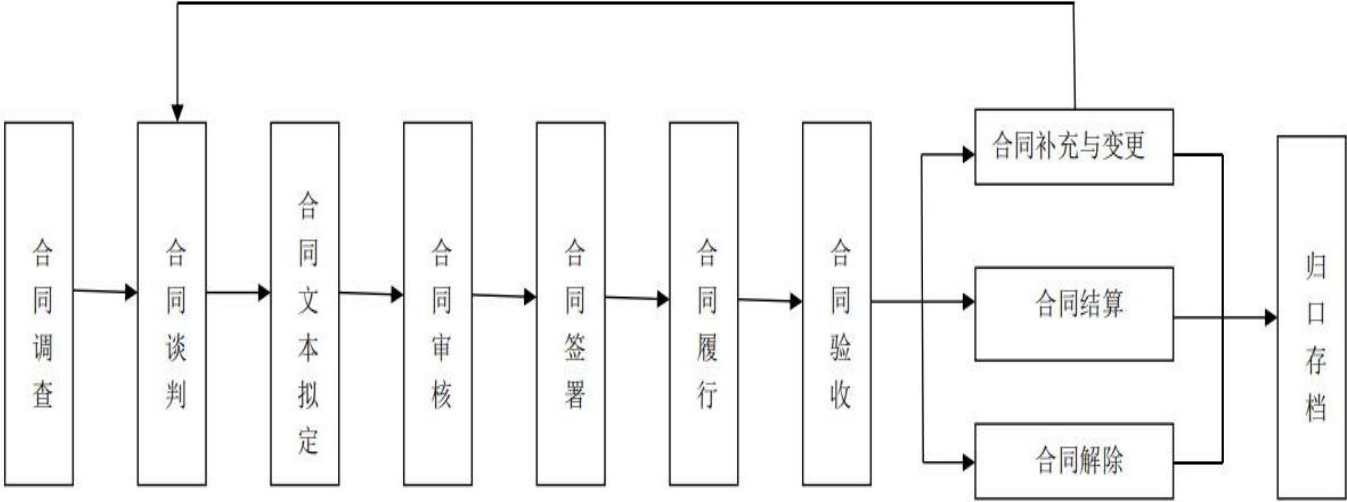 合同调查
合同谈判
合同文本拟定
合同审核
合同签署
合同履行
合同验收
合同补充与变更
合同结算
合同解除
归口存档